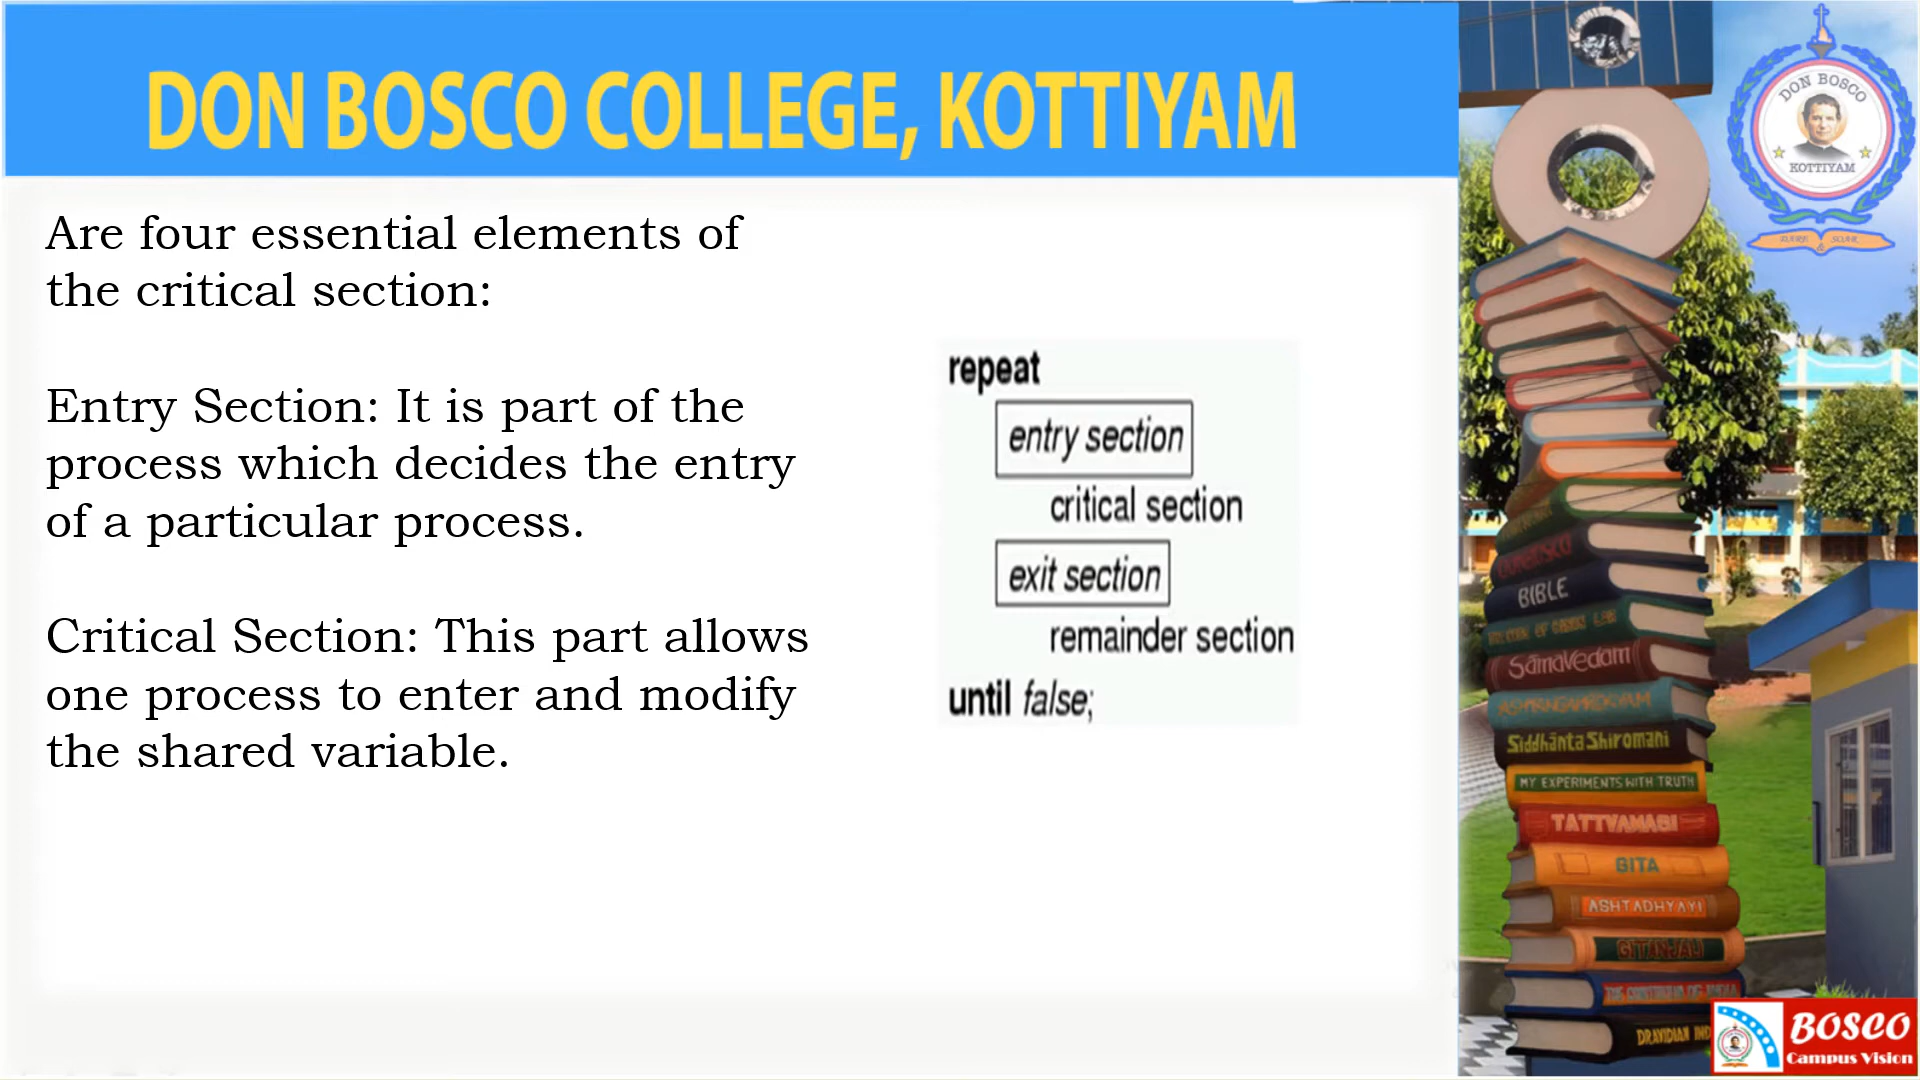 DON BOSCO COLLEGE, KOTTIYAM
Are four essential elements of
the critical section:
Entry Section: It is part of the
process which decides the entry
of a particular process.
Critical Section: This part allows
one process to enter and modify
the shared variable.
repeat
entry section
critical section
exit section
remainder section
until false;
DON BOSCO
KOTTIYAM
DARE & SOAR
BIBLE
Sāmavedam
Siddhānta Shiromani
MY EXPERIMENTS WITH TRUTH
TATTVAMASI
GITA
ASHTADHYAYI
GITANJALI
BOSCO
Campus Vision